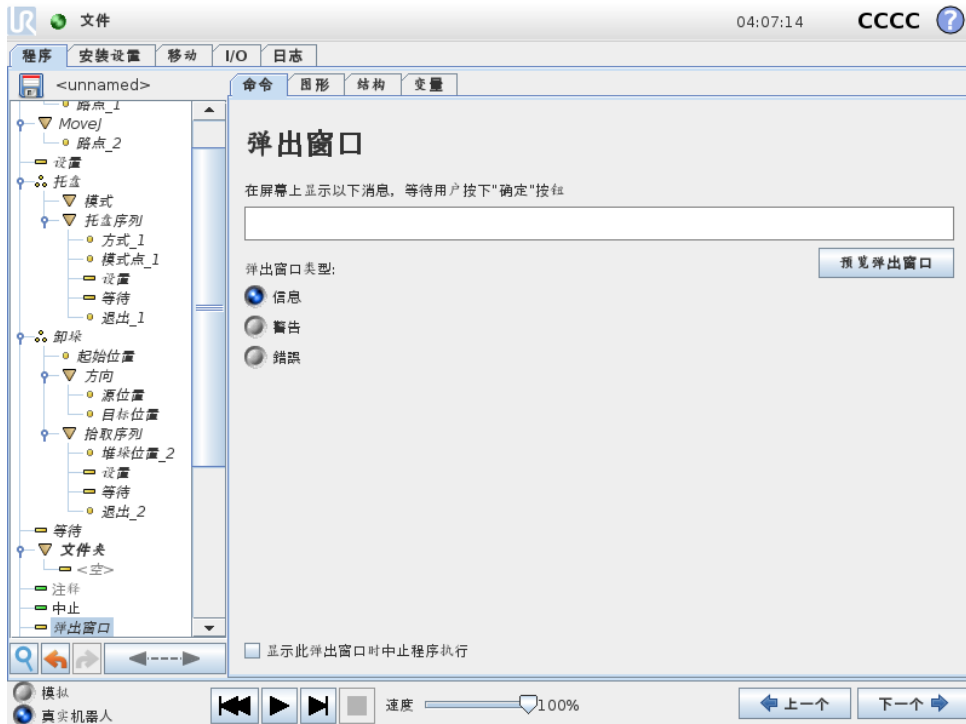 UR 文件 04:07:14 CCCC ?
程序 安装设置 移动 I/O 日志
<unnamed>
命令 图形 结构 变量
路点_1
MoveJ
路点_2
设置
托盘
模式
托盘序列
方式_1
模式点_1
设置
等待
退出_1
卸垛
起始位置
方向
源位置
目标位置
拾取序列
堆垛位置_2
设置
等待
退出_2
等待
文件夹
<空>
注释
中止
弹出窗口
弹出窗口
在屏幕上显示以下消息，等待用户按下"确定"按钮
预览弹出窗口
弹出窗口类型:
信息
警告
錯誤
显示此弹出窗口时中止程序执行
模拟
真实机器人
速度 100%
上一个 下一个